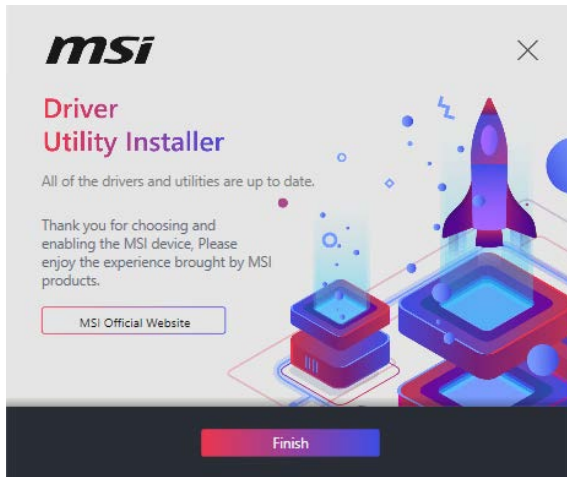 msi
Driver
Utility Installer
All of the drivers and utilities are up to date.
Thank you for choosing and
enabling the MSI device, Please
enjoy the experience brought by MSI
products.
MSI Official Website
Finish